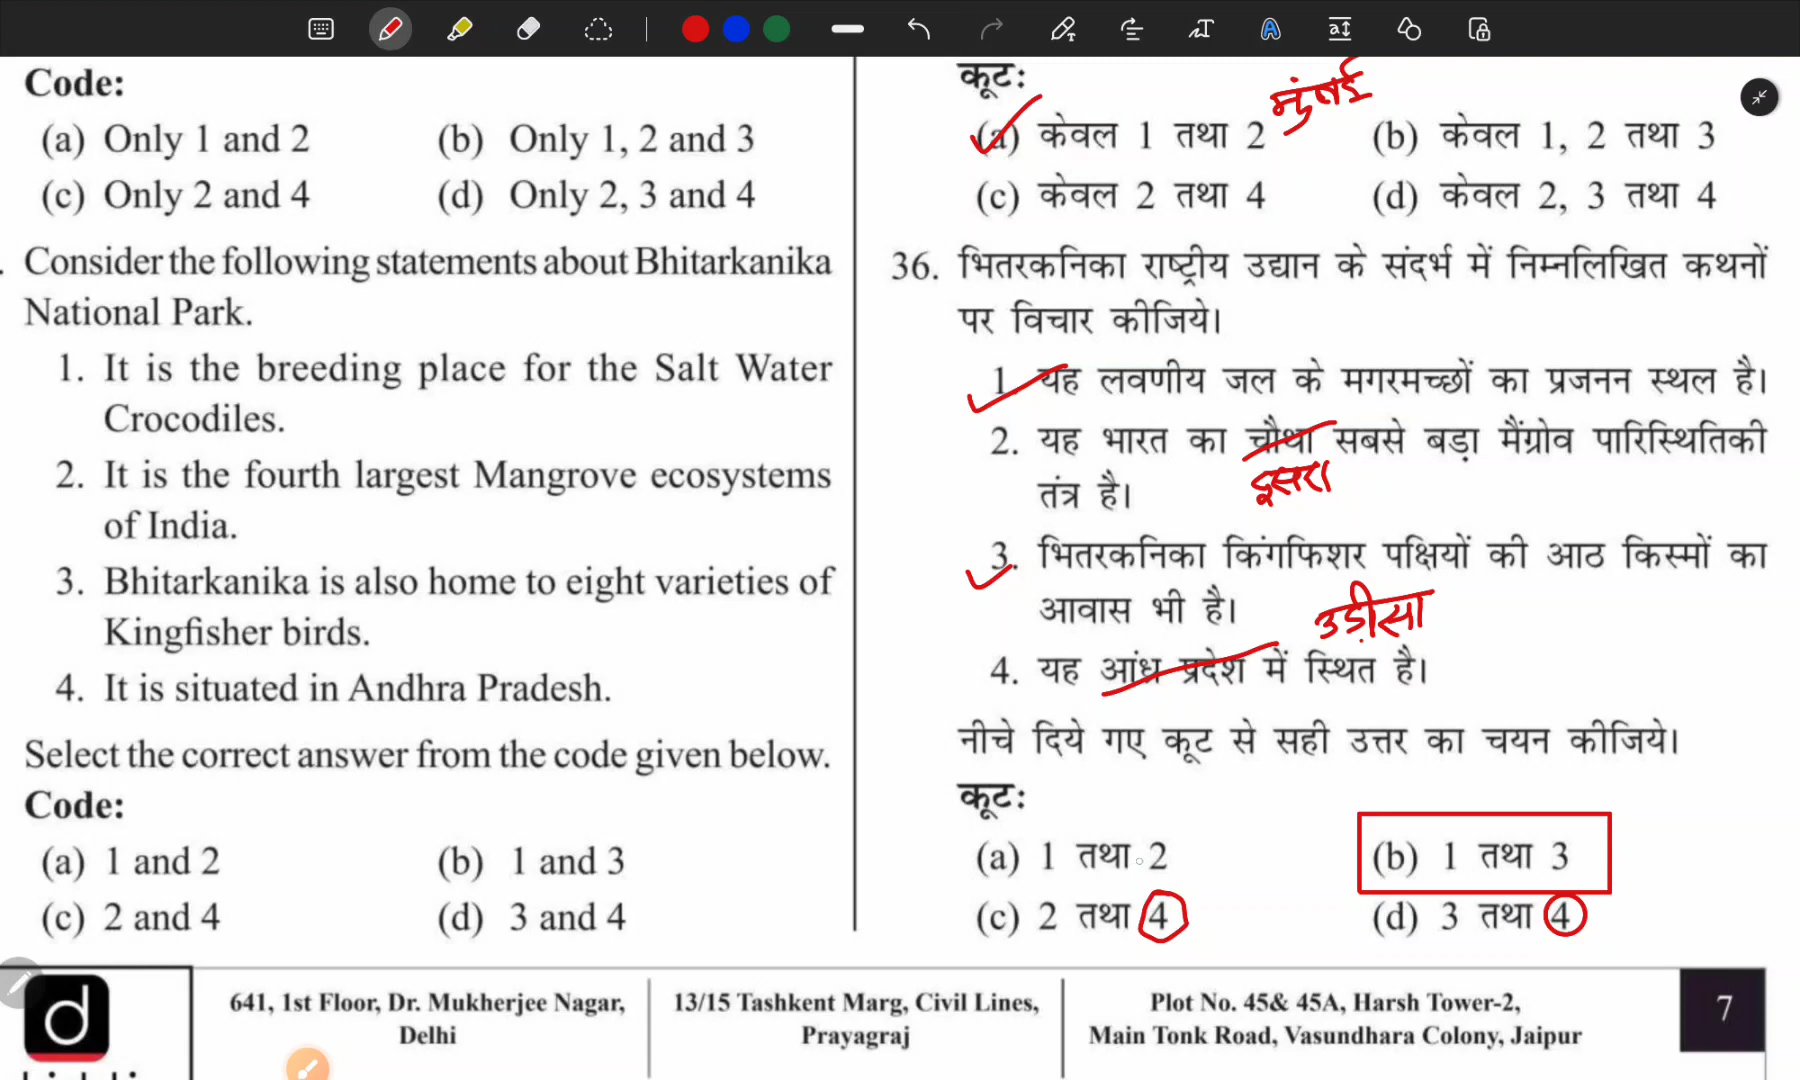 Code:
(a) Only 1 and 2 (b) Only 1, 2 and 3
(c) Only 2 and 4 (d) Only 2, 3 and 4
. Consider the following statements about Bhitarkanika
National Park.
1. It is the breeding place for the Salt Water
Crocodiles.
2. It is the fourth largest Mangrove ecosystems
of India.
3. Bhitarkanika is also home to eight varieties of
Kingfisher birds.
4. It is situated in Andhra Pradesh.
Select the correct answer from the code given below.
Code:
(a) 1 and 2 (b) 1 and 3
(c) 2 and 4 (d) 3 and 4
कूट:
मुंबई
(a) केवल 1 तथा 2 (b) केवल 1, 2 तथा 3
(c) केवल 2 तथा 4 (d) केवल 2, 3 तथा 4
36. भितरकनिका राष्ट्रीय उद्यान के संदर्भ में निम्नलिखित कथनों
पर विचार कीजिये।
1. यह लवणीय जल के मगरमच्छों का प्रजनन स्थल है।
2. यह भारत का चौथा सबसे बड़ा मैंग्रोव पारिस्थितिकी
दूसरा
तंत्र है।
3. भितरकनिका किंगफिशर पक्षियों की आठ किस्मों का
आवास भी है।
उड़ीसा
4. यह आंध्र प्रदेश में स्थित है।
नीचे दिये गए कूट से सही उत्तर का चयन कीजिये।
कूट:
(a) 1 तथा 2 (b) 1 तथा 3
(c) 2 तथा 4 (d) 3 तथा 4
641, 1st Floor, Dr. Mukherjee Nagar,
Delhi
13/15 Tashkent Marg, Civil Lines,
Prayagraj
Plot No. 45& 45A, Harsh Tower-2,
Main Tonk Road, Vasundhara Colony, Jaipur
7
d